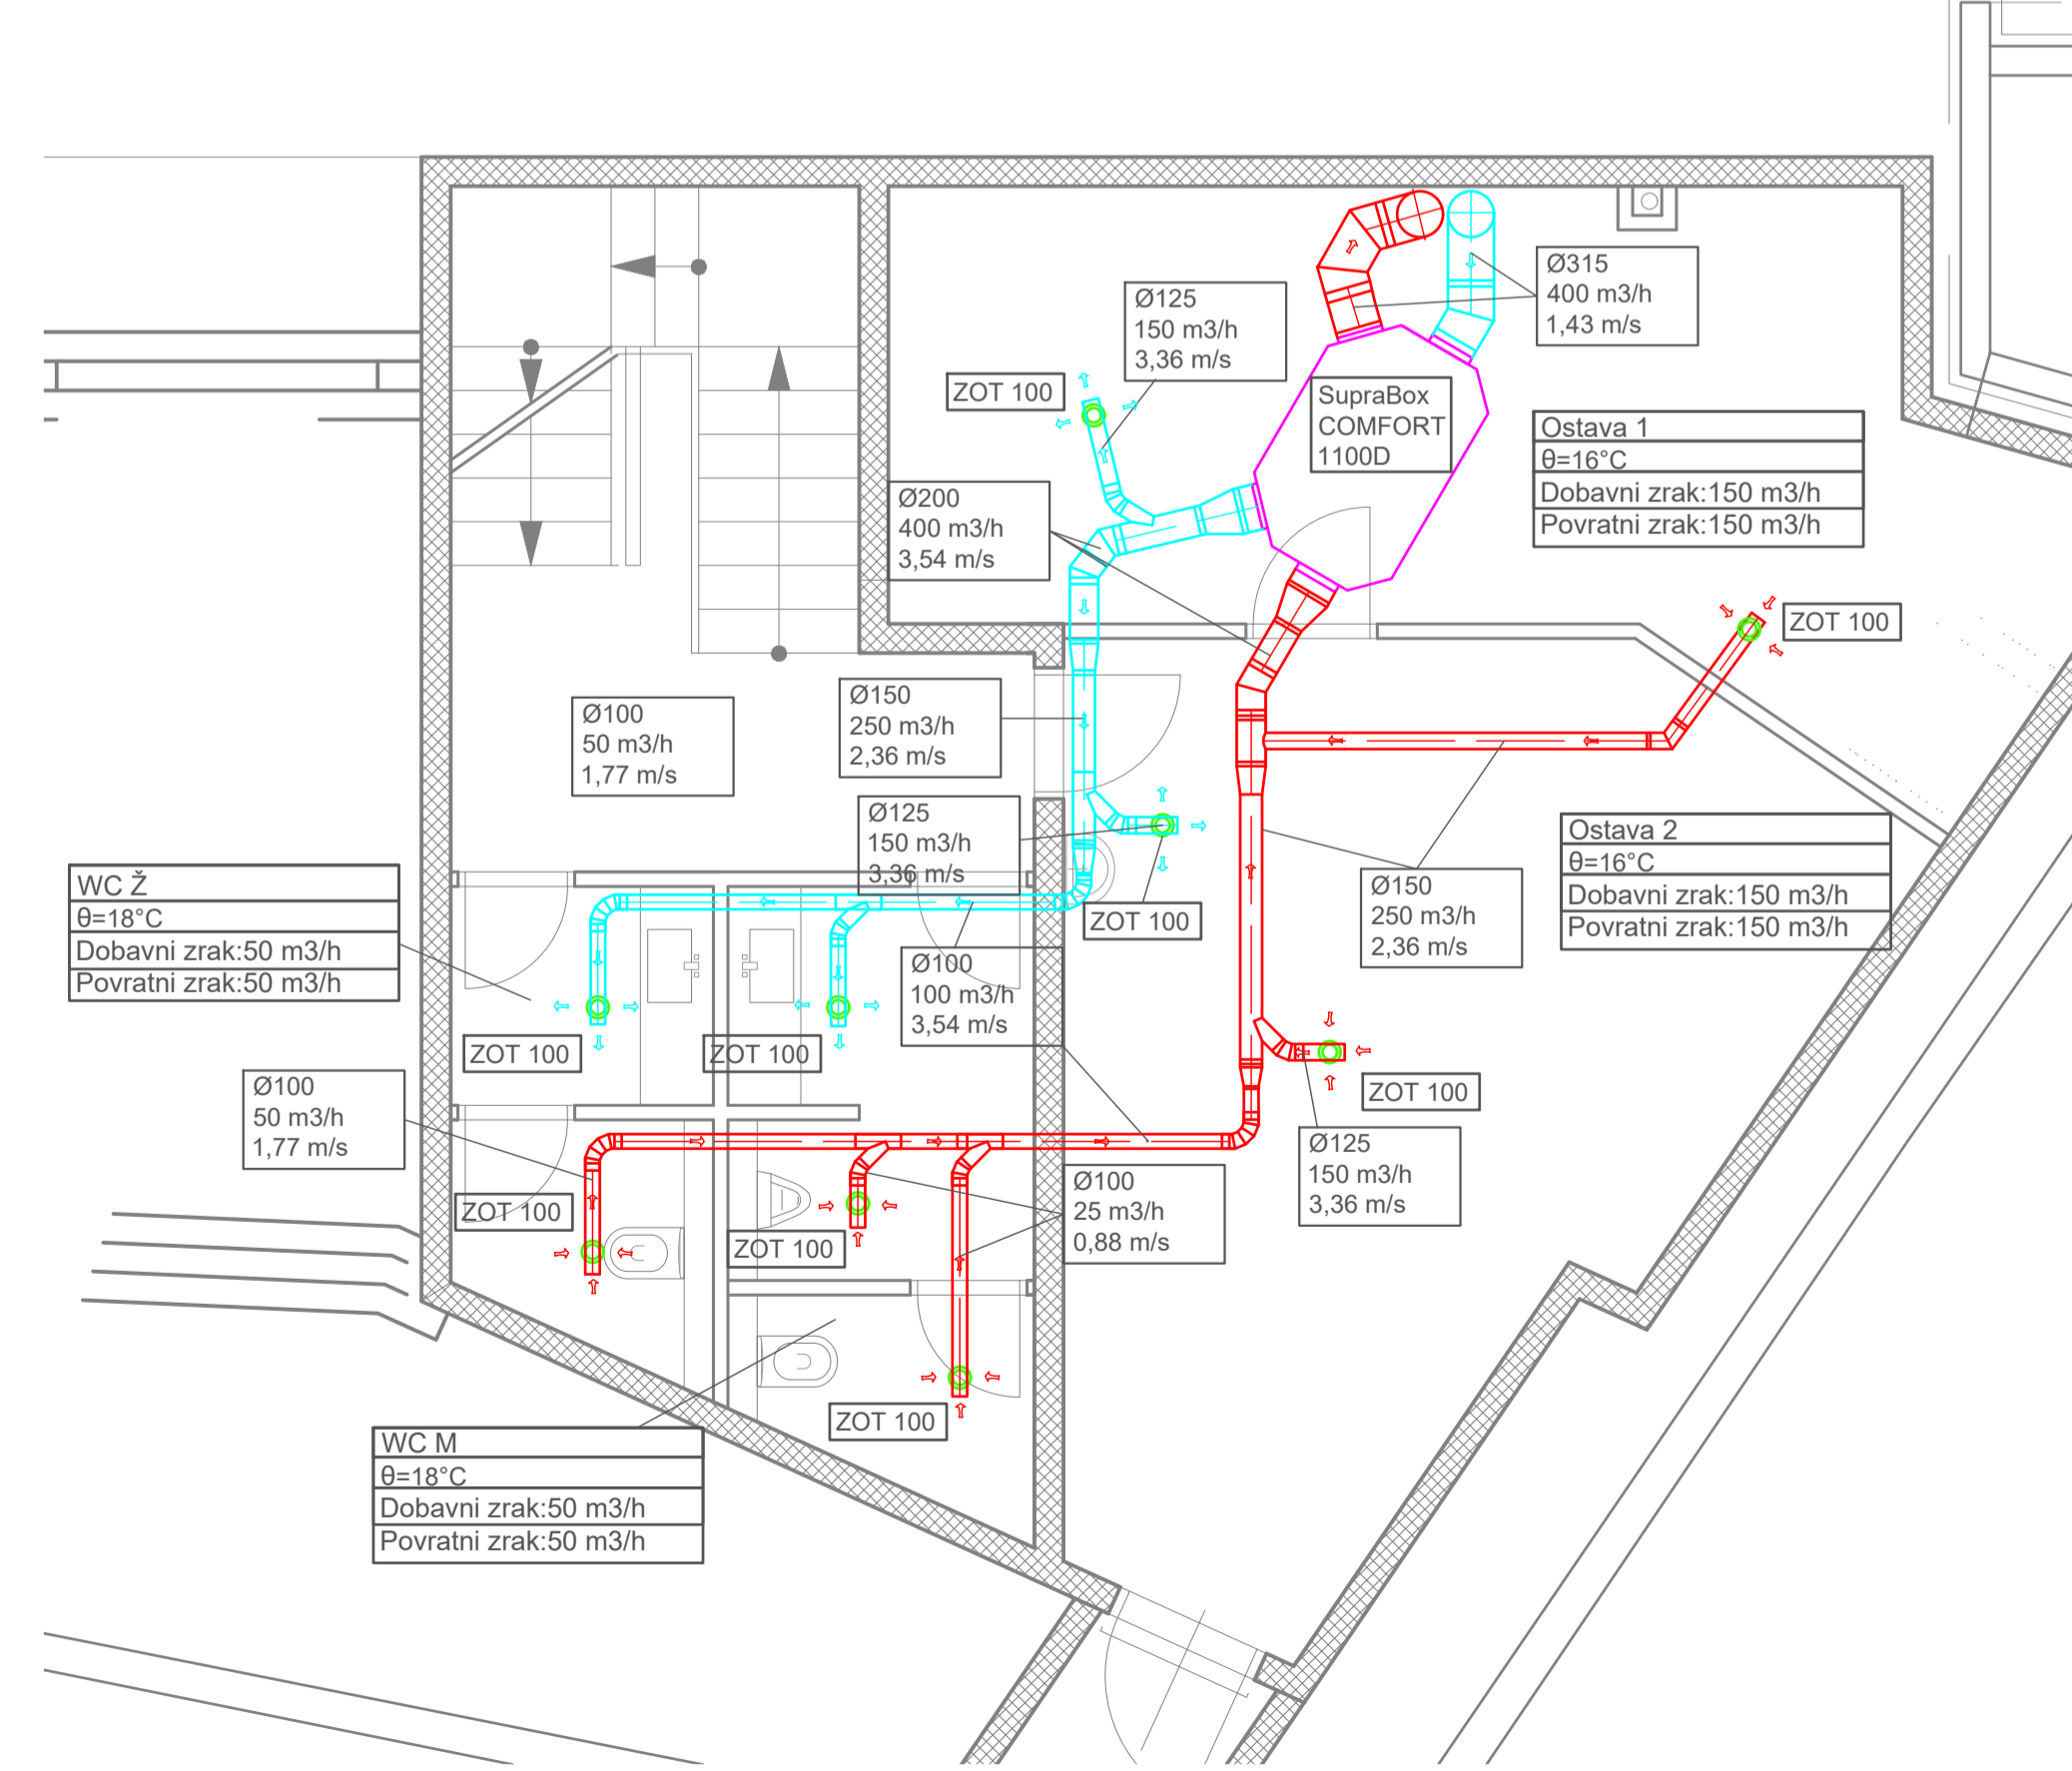 Ø315
400 m3/h
1,43 m/s
Ø125
150 m3/h
3,36 m/s
ZOT 100
SupraBox
COMFORT
1100D
Ostava 1
θ=16°C
Dobavni zrak:150 m3/h
Povratni zrak:150 m3/h
Ø200
400 m3/h
3,54 m/s
ZOT 100
Ø150
250 m3/h
2,36 m/s
Ø100
50 m3/h
1,77 m/s
Ø125
150 m3/h
3,36 m/s
Ostava 2
θ=16°C
Dobavni zrak:150 m3/h
Povratni zrak:150 m3/h
WC Ž
θ=18°C
Dobavni zrak:50 m3/h
Povratni zrak:50 m3/h
Ø150
250 m3/h
2,36 m/s
ZOT 100
Ø100
100 m3/h
3,54 m/s
ZOT 100
ZOT 100
Ø100
50 m3/h
1,77 m/s
ZOT 100
Ø125
150 m3/h
3,36 m/s
Ø100
25 m3/h
0,88 m/s
ZOT 100
ZOT 100
ZOT 100
WC M
θ=18°C
Dobavni zrak:50 m3/h
Povratni zrak:50 m3/h